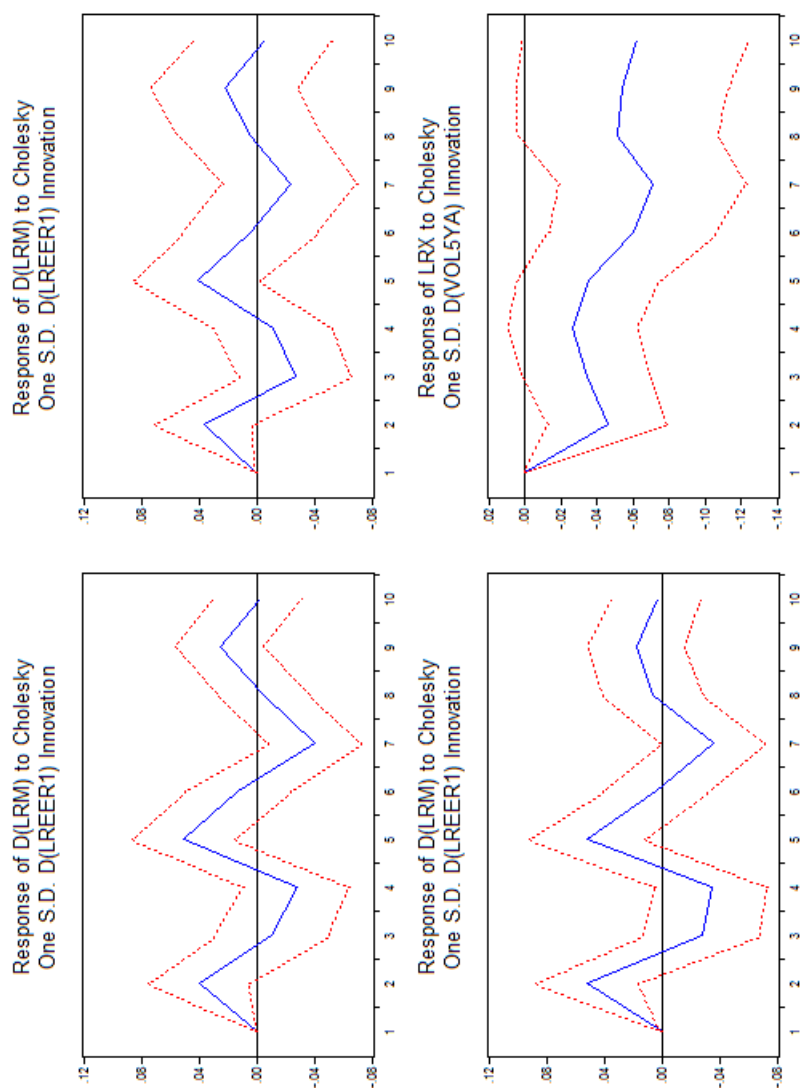 Response of D(LRM) to Cholesky
One S.D. D(LREER1) Innovation
.12
.08
.04
.00
-.04
-.08
1 2 3 4 5 6 7 8 9 10
Response of D(LRM) to Cholesky
One S.D. D(LREER1) Innovation
.12
.08
.04
.00
-.04
-.08
1 2 3 4 5 6 7 8 9 10
Response of D(LRM) to Cholesky
One S.D. D(LREER1) Innovation
.12
.08
.04
.00
-.04
-.08
1 2 3 4 5 6 7 8 9 10
Response of LRX to Cholesky
One S.D. D(VOL5YA) Innovation
.02
.00
-.02
-.04
-.06
-.08
-.10
-.12
-.14
1 2 3 4 5 6 7 8 9 10